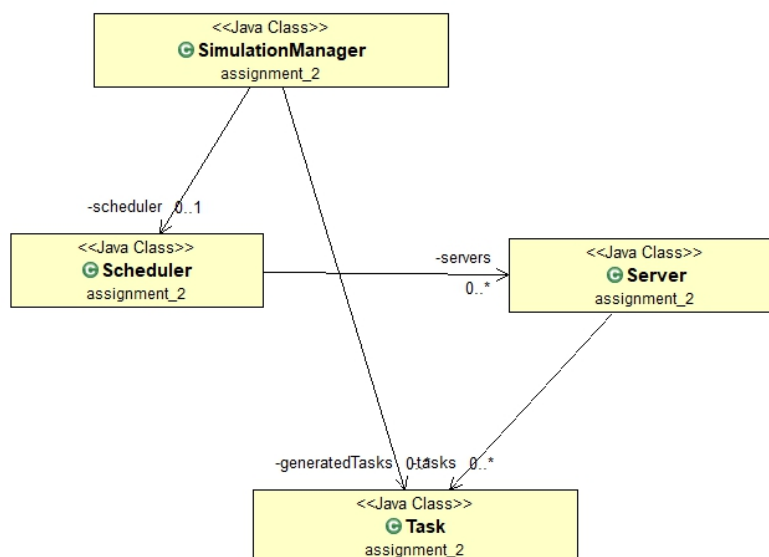 <<Java Class>>
SimulationManager
assignment_2
-scheduler 0..1
<<Java Class>>
Scheduler
assignment_2
-servers
0..*
<<Java Class>>
Server
assignment_2
-generatedTasks 0..* -tasks 0..*
<<Java Class>>
Task
assignment_2